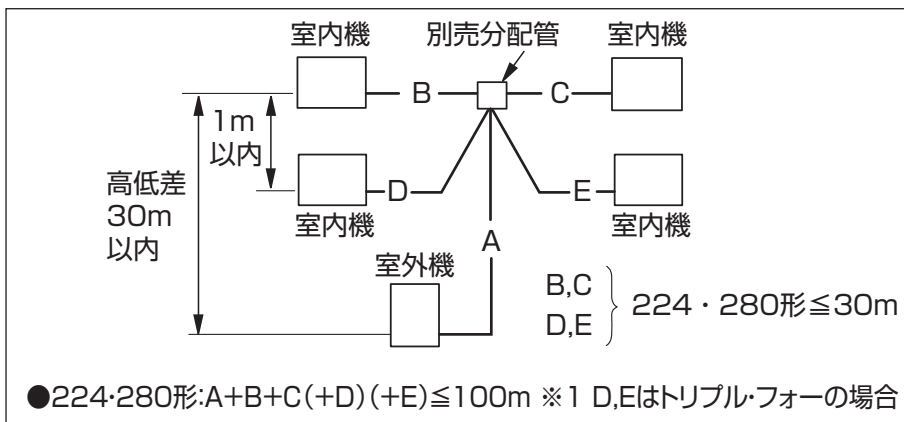 室内機
別売分配管
室内機
B
C
1m
以内
高低差
30m
以内
D
E
室内機
室内機
A
室外機
B,C
D,E
224・280形≦30m
●224・280形:A+B+C(+D)(+E)≦100m ※1 D,Eはトリプル・フォーの場合